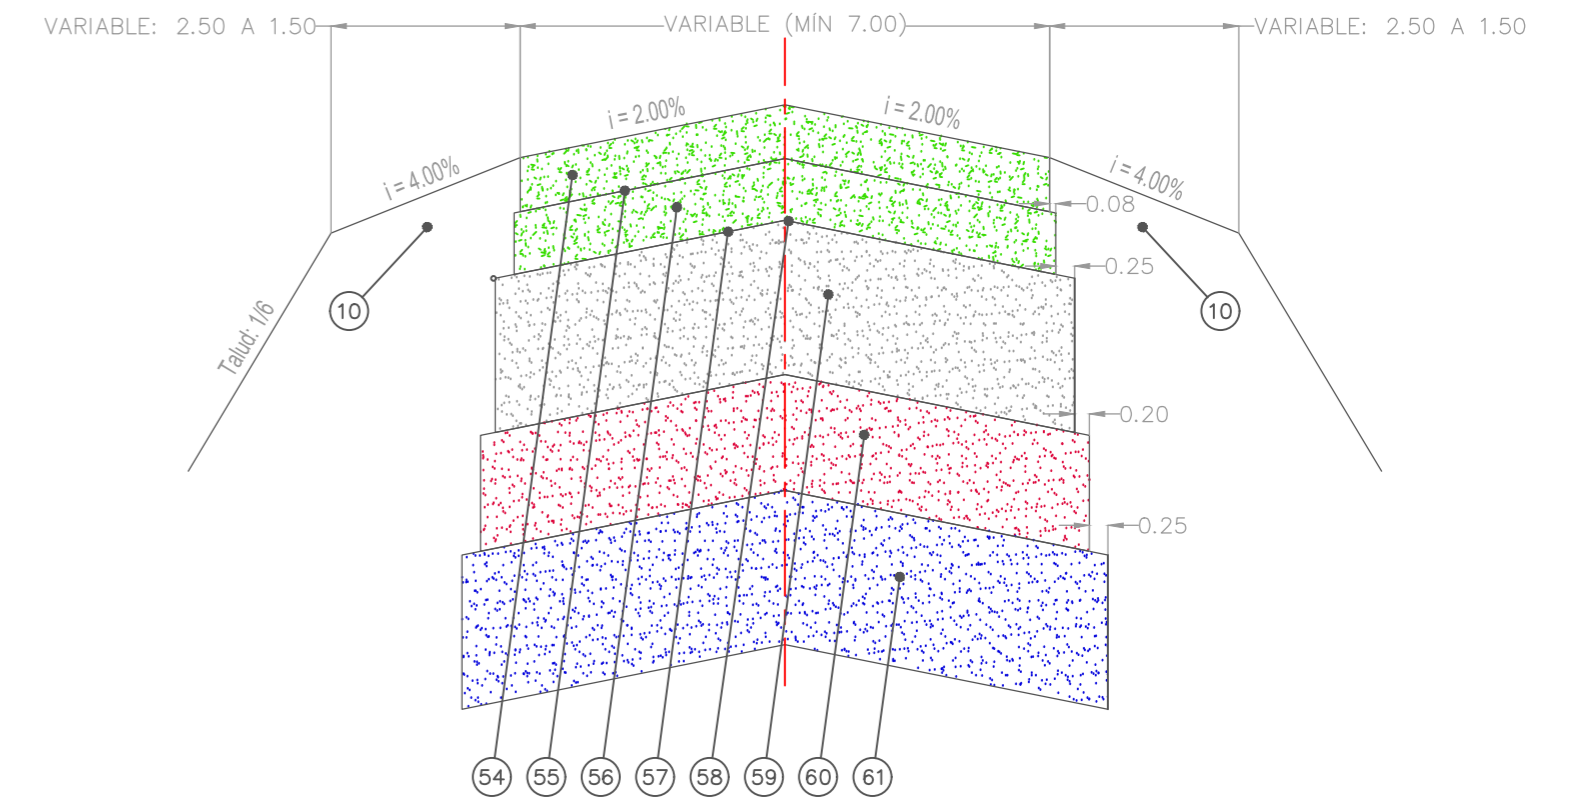 VARIABLE: 2.50 A 1.50
VARIABLE (MÍN 7.00)
VARIABLE: 2.50 A 1.50
i = 2.00%
i = 2.00%
i = 4.00%
i = 4.00%
0.08
0.25
10
10
Talud: 1/6
0.20
0.25
54
55
56
57
58
59
60
61